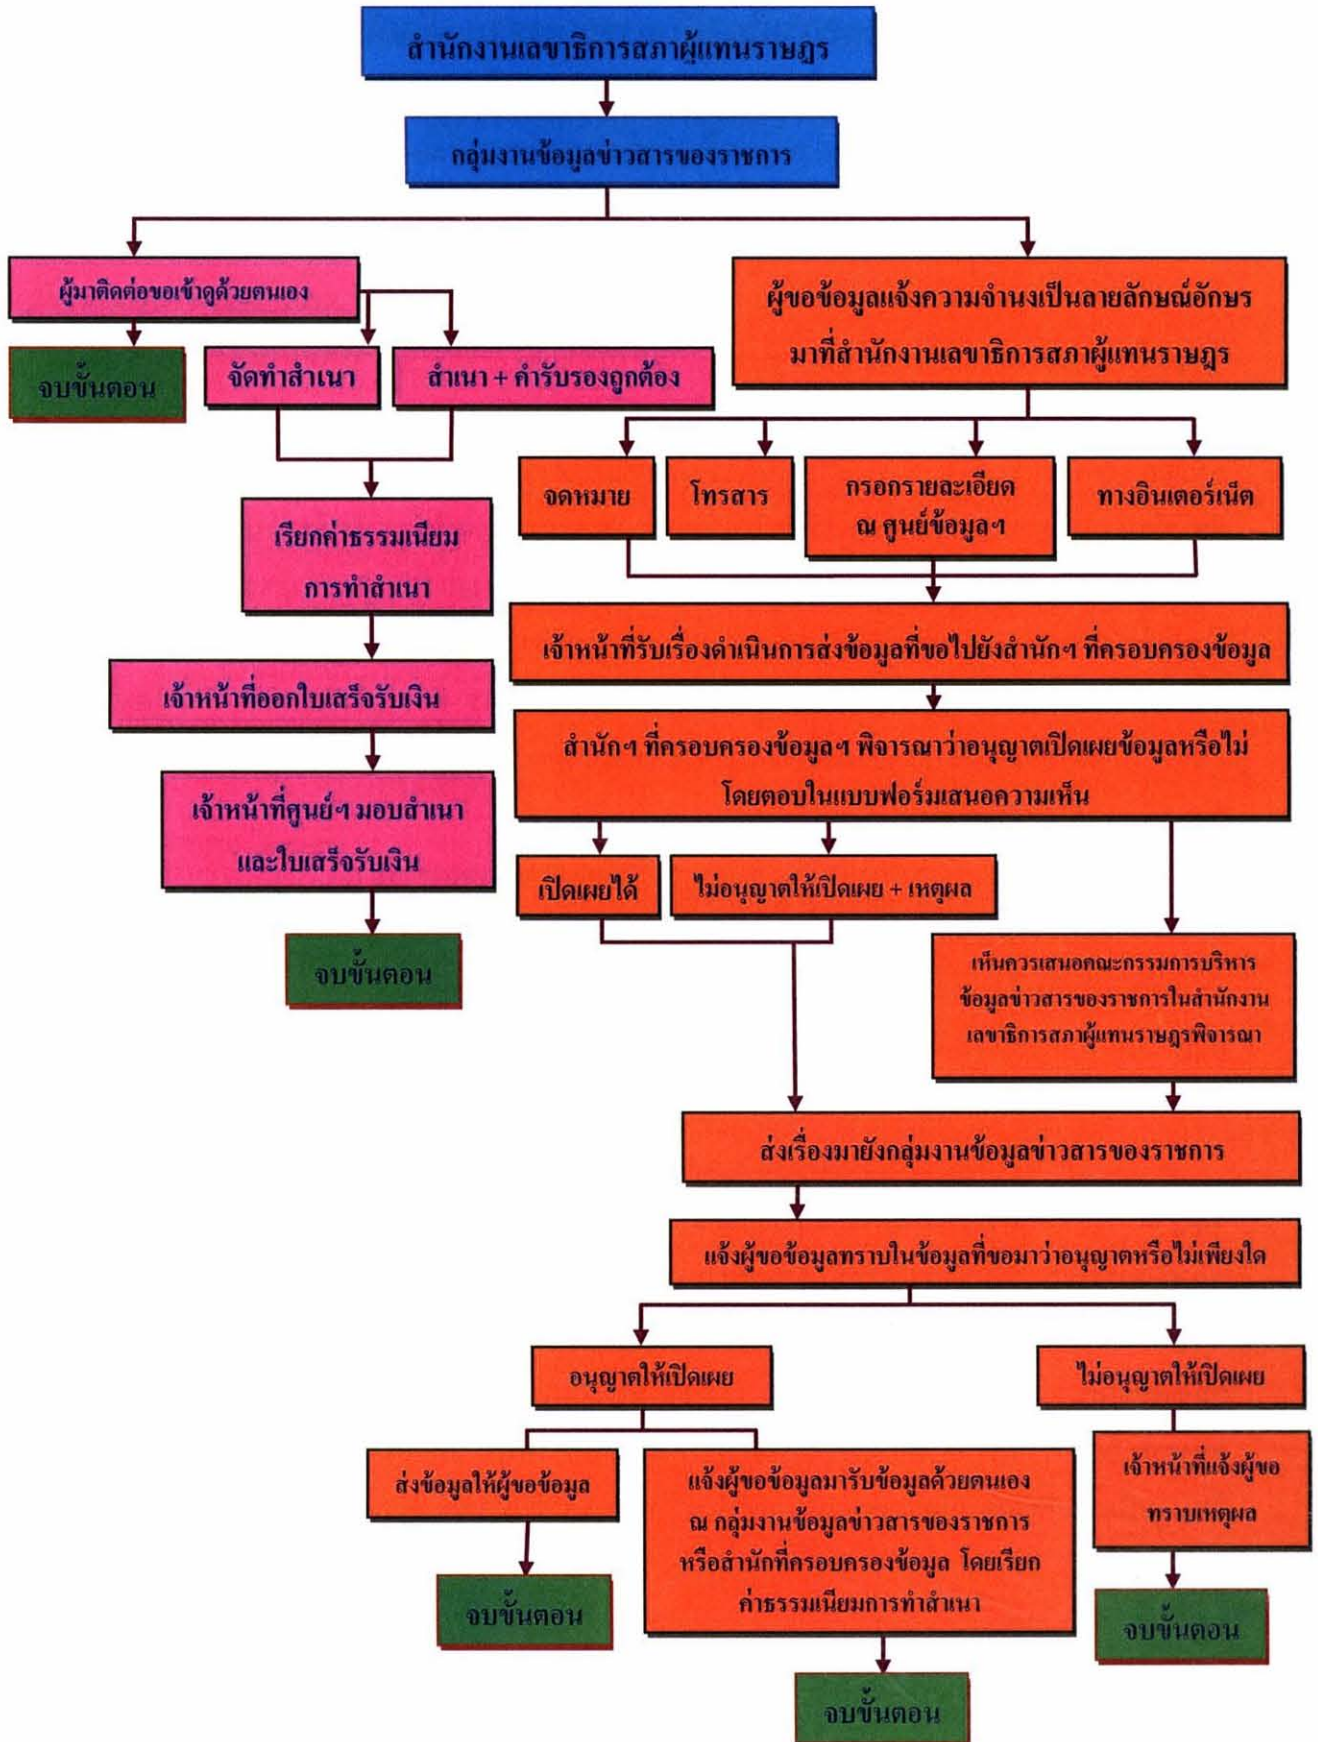 สำนักงานเลขาธิการสภาผู้แทนราษฎร
กลุ่มงานข้อมูลข่าวสารของราชการ
ผู้มาติดต่อขอเข้าดูด้วยตนเอง
จบขั้นตอน
จัดทำสำเนา
สำเนา + คำรับรองถูกต้อง
เรียกค่าธรรมเนียม
การทำสำเนา
เจ้าหน้าที่ออกใบเสร็จรับเงิน
เจ้าหน้าที่ศูนย์ฯ มอบสำเนา
และใบเสร็จรับเงิน
จบขั้นตอน
ผู้ขอข้อมูลแจ้งความจำนงเป็นลายลักษณ์อักษร
มาที่สำนักงานเลขาธิการสภาผู้แทนราษฎร
จดหมาย
โทรสาร
กรอกรายละเอียด
ณ ศูนย์ข้อมูลฯ
ทางอินเตอร์เน็ต
เจ้าหน้าที่รับเรื่องดำเนินการส่งข้อมูลที่ขอไปยังสำนักฯ ที่ครอบครองข้อมูล
สำนักฯ ที่ครอบครองข้อมูลฯ พิจารณาว่าอนุญาตเปิดเผยข้อมูลหรือไม่
โดยตอบในแบบฟอร์มเสนอความเห็น
เปิดเผยได้
ไม่อนุญาตให้เปิดเผย + เหตุผล
เห็นควรเสนอคณะกรรมการบริหาร
ข้อมูลข่าวสารของราชการในสำนักงาน
เลขาธิการสภาผู้แทนราษฎรพิจารณา
ส่งเรื่องมายังกลุ่มงานข้อมูลข่าวสารของราชการ
แจ้งผู้ขอข้อมูลทราบในข้อมูลที่ขอมาว่าอนุญาตหรือไม่เพียงใด
อนุญาตให้เปิดเผย
ไม่อนุญาตให้เปิดเผย
ส่งข้อมูลให้ผู้ขอข้อมูล
จบขั้นตอน
แจ้งผู้ขอข้อมูลมารับข้อมูลด้วยตนเอง
ณ กลุ่มงานข้อมูลข่าวสารของราชการ
หรือสำนักที่ครอบครองข้อมูล โดยเรียก
ค่าธรรมเนียมการทำสำเนา
จบขั้นตอน
เจ้าหน้าที่แจ้งผู้ขอ
ทราบเหตุผล
จบขั้นตอน